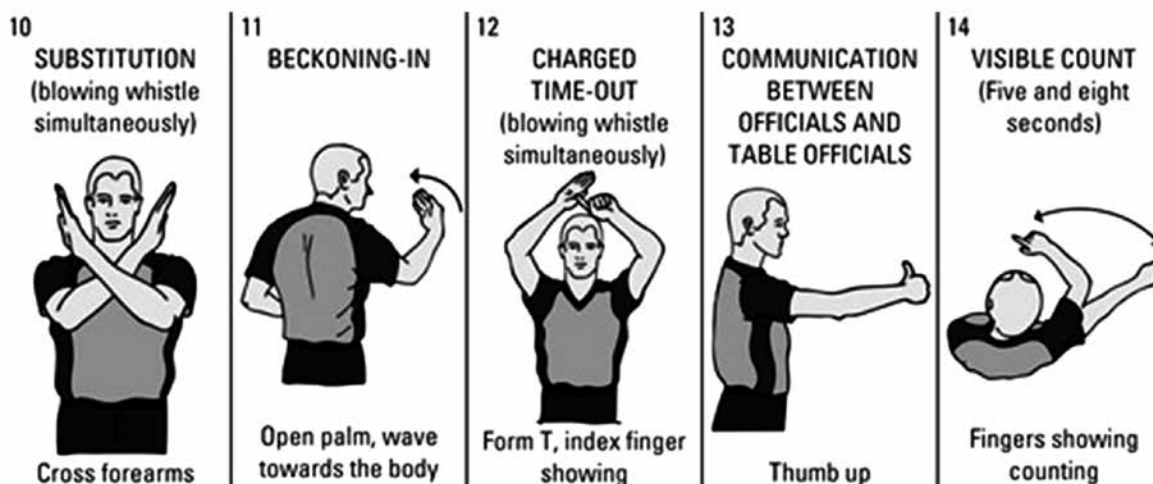 10
SUBSTITUTION
(blowing whistle
simultaneously)
Cross forearms
11
BECKONING-IN
Open palm, wave
towards the body
12
CHARGED
TIME-OUT
(blowing whistle
simultaneously)
Form T, index finger
showing
13
COMMUNICATION
BETWEEN
OFFICIALS AND
TABLE OFFICIALS
Thumb up
14
VISIBLE COUNT
(Five and eight
seconds)
Fingers showing
counting